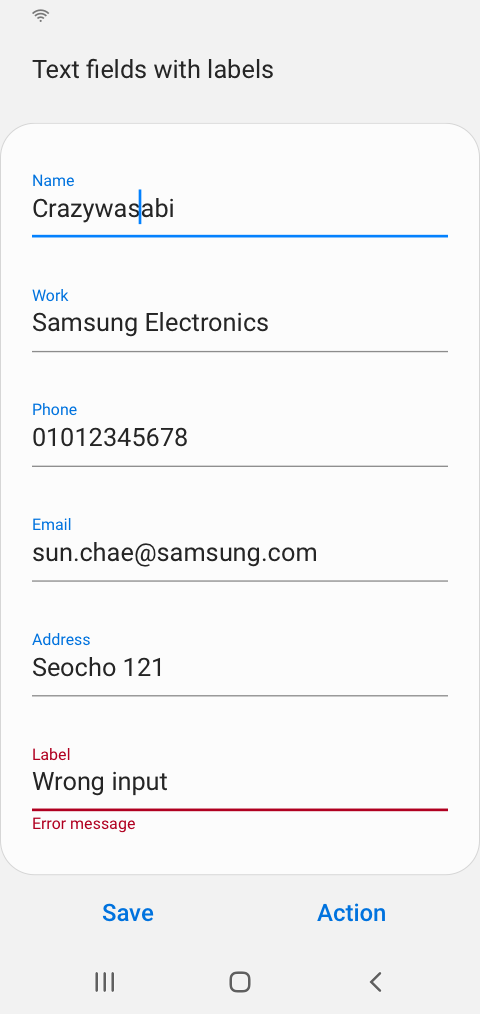 Text fields with labels
Name
Crazywasabi
Work
Samsung Electronics
Phone
01012345678
Email
sun.chae@samsung.com
Address
Seocho 121
Label
Wrong input
Error message
Save Action